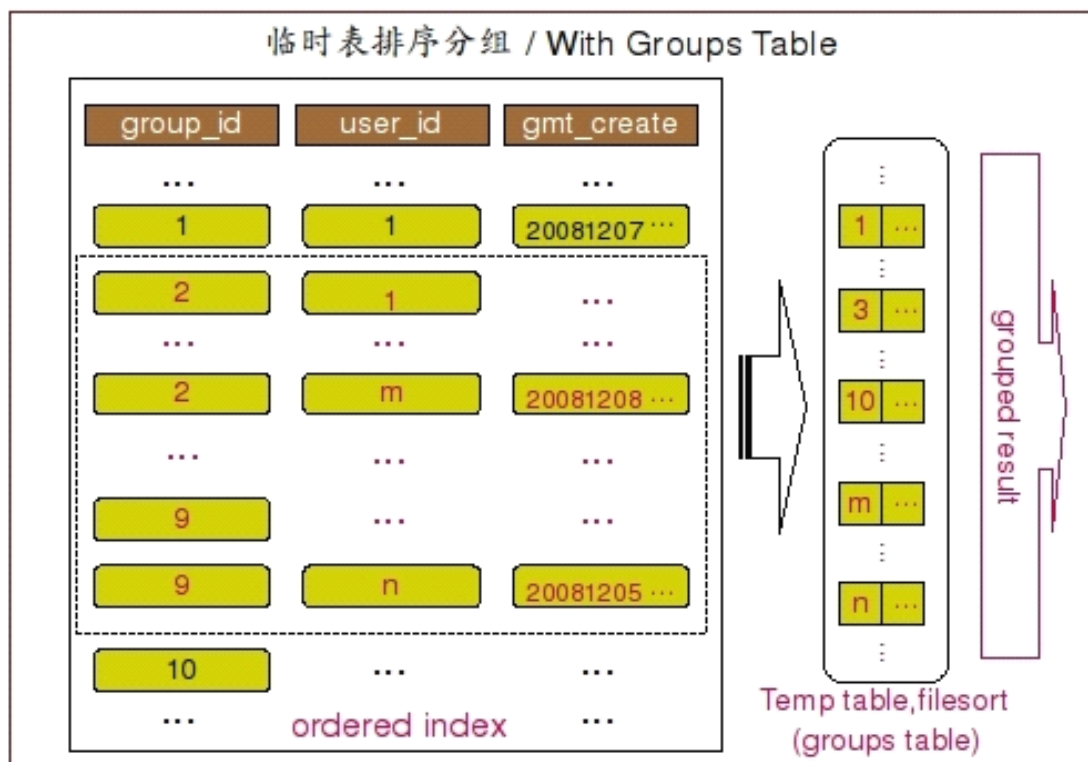 临时表排序分组 / With Groups Table
group_id user_id gmt_create
... ... ...
1 1 20081207 ...
2 1 ...
... ... ...
2 m 20081208 ...
... ... ...
9 ... ...
9 n 20081205 ...
10 ... ...
... ordered index ...
...
1 ...
...
3 ...
...
10 ...
...
m ...
...
n ...
...
Temp table,filesort
(groups table)
grouped result